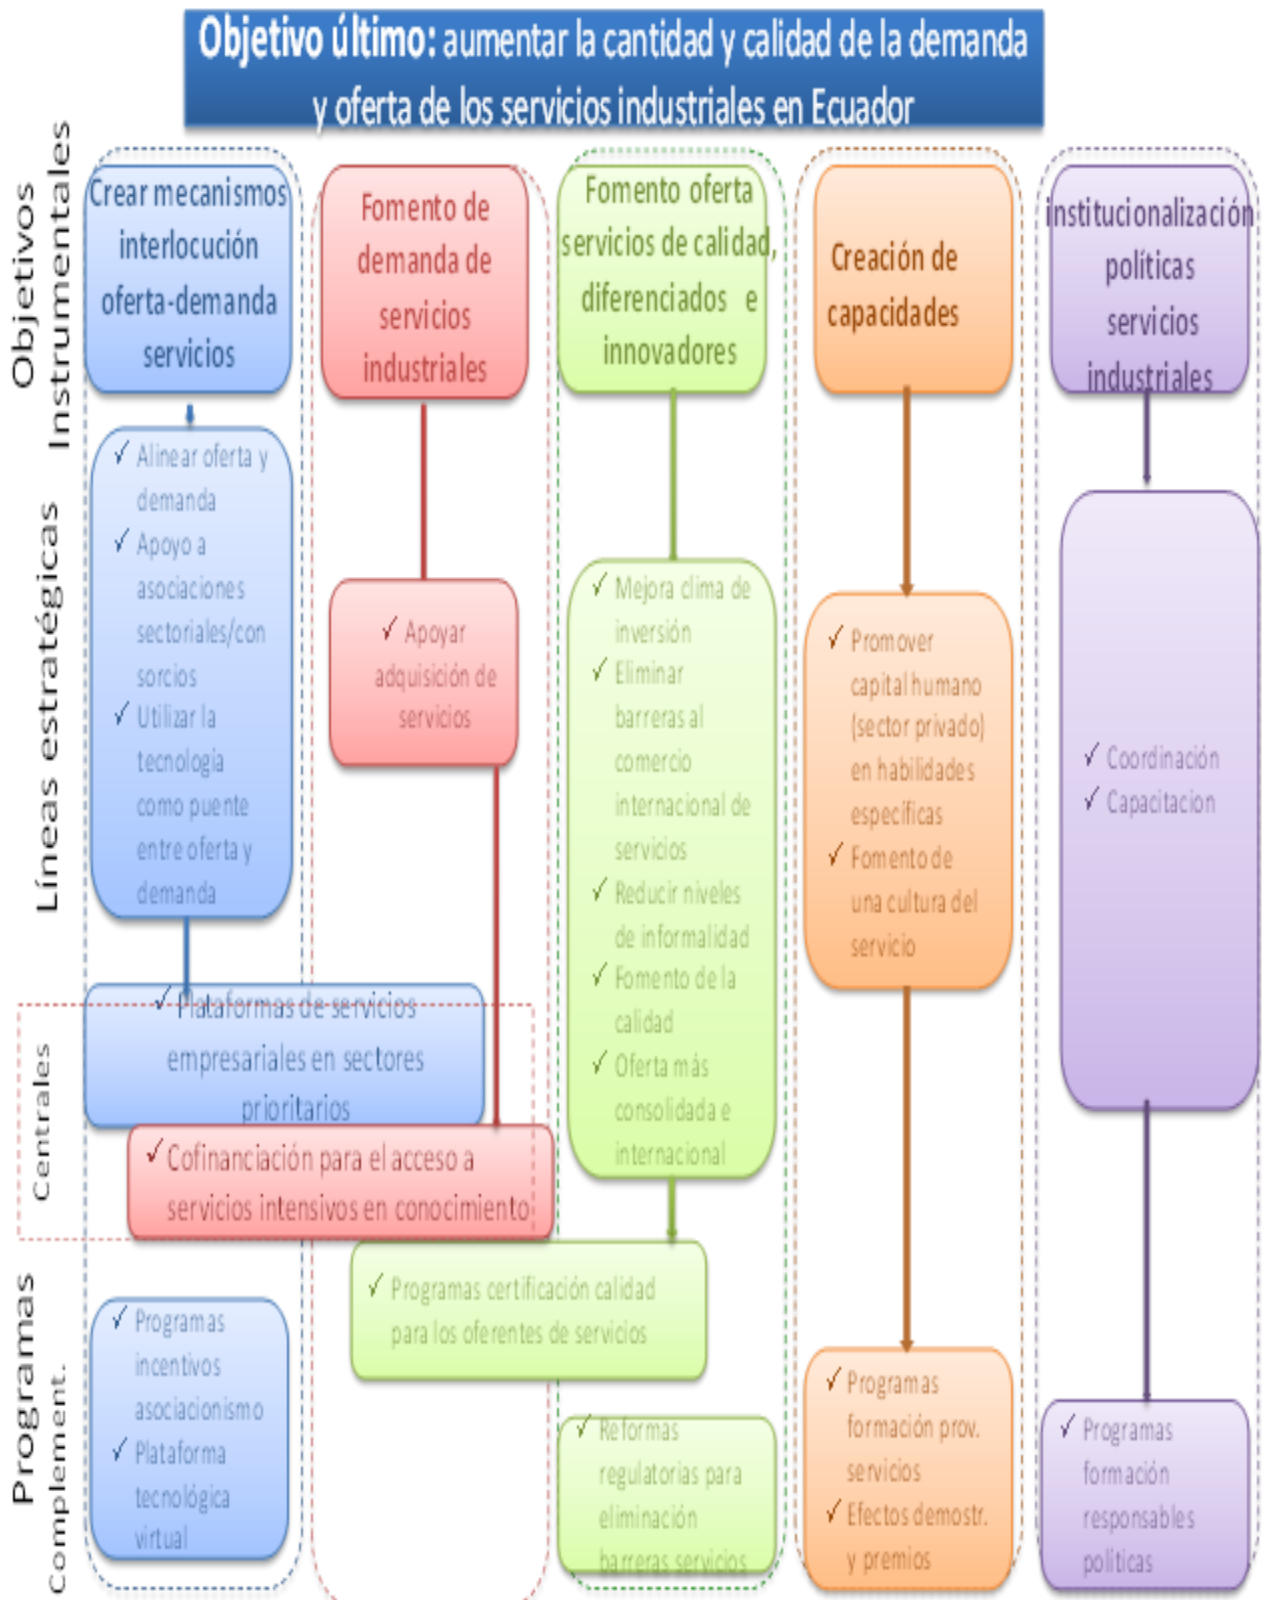 Objetivo último: aumentar la cantidad y calidad de la demanda
y oferta de los servicios industriales en Ecuador
Objetivos
Instrumentales
Crear mecanismos
interlocución
oferta-demanda
servicios
Fomento de
demanda de
servicios
industriales
Fomento oferta
servicios de calidad,
diferenciados e
innovadores
Creación de
capacidades
institucionalización
políticas
servicios
industriales
Líneas estratégicas
✓ Alinear oferta y
demanda
✓ Apoyo a
asociaciones
sectoriales/con
sorcios
✓ Utilizar la
tecnología
como puente
entre oferta y
demanda
✓ Apoyar
adquisición de
servicios
✓ Mejora clima de
inversión
✓ Eliminar
barreras al
comercio
internacional de
servicios
✓ Reducir niveles
de informalidad
✓ Fomento de la
calidad
✓ Oferta más
consolidada e
internacional
✓ Promover
capital humano
(sector privado)
en habilidades
específicas
✓ Fomento de
una cultura del
servicio
✓ Coordinación
✓ Capacitacion
Programas
Centrales
✓ Plataformas de servicios
empresariales en sectores
prioritarios
✓ Cofinanciación para el acceso a
servicios intensivos en conocimiento
✓ Programas certificación calidad
para los oferentes de servicios
Complement.
✓ Programas
incentivos
asociacionismo
✓ Plataforma
tecnológica
virtual
✓ Reformas
regulatorias para
eliminación
barreras servicios
✓ Programas
formación prov.
servicios
✓ Efectos demostr.
y premios
✓ Programas
formación
responsables
políticas